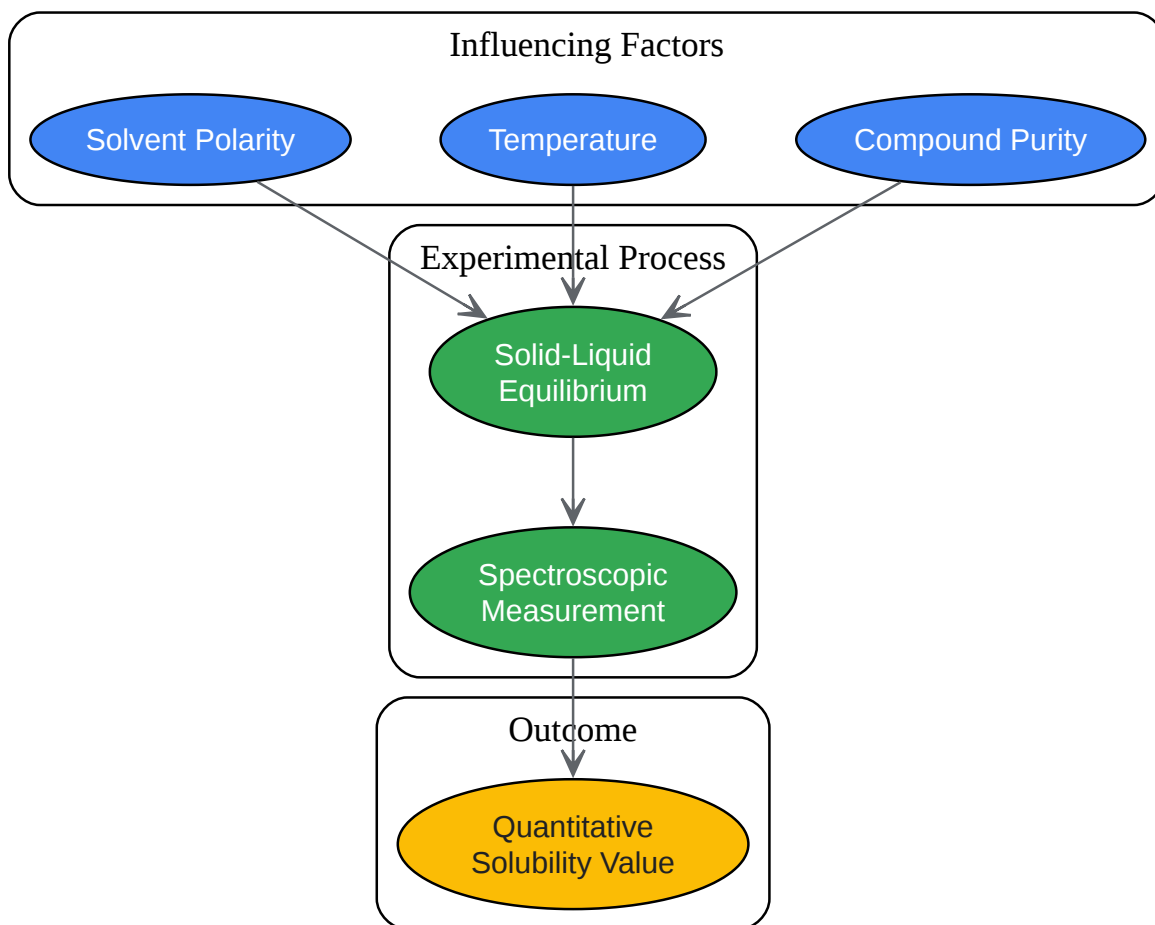 Influencing Factors
Solvent Polarity
Temperature
Compound Purity
Experimental Process
Solid-Liquid
Equilibrium
Spectroscopic
Measurement
Outcome
Quantitative
Solubility Value